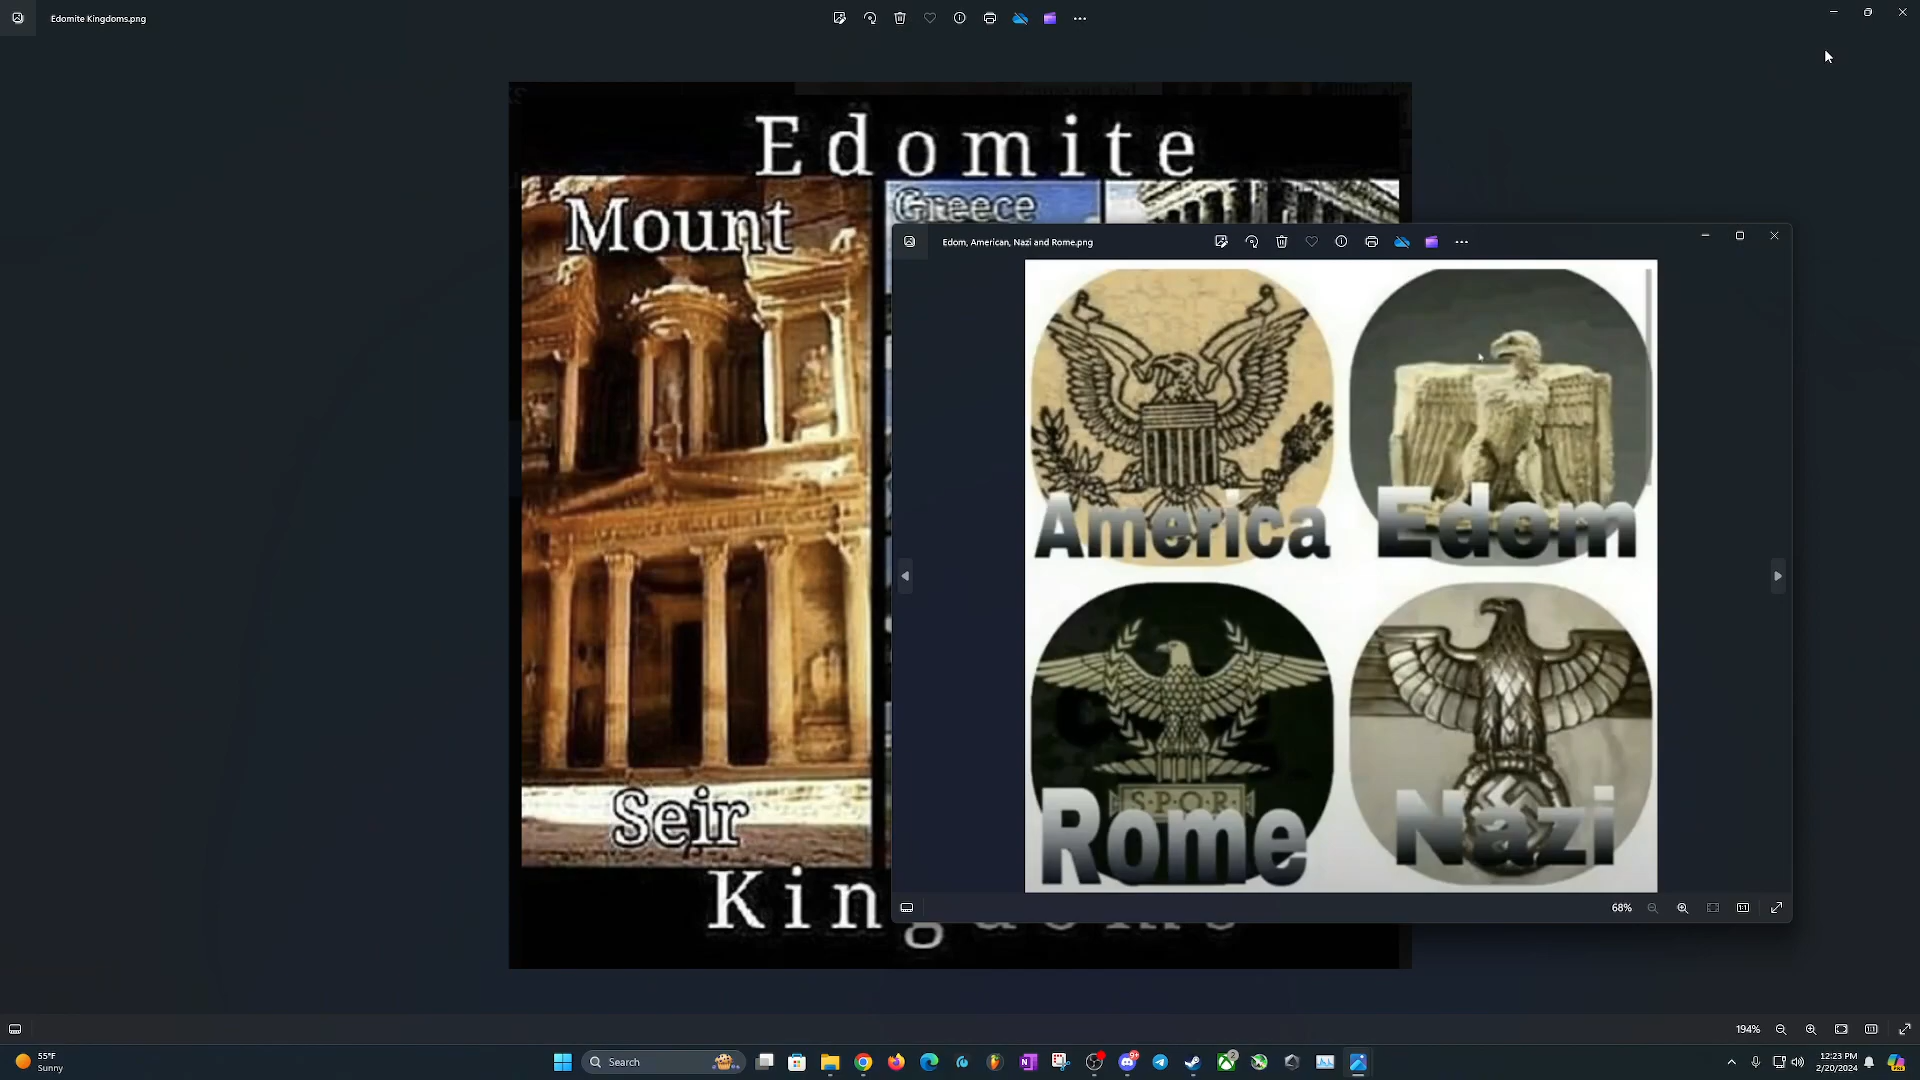 Edomite Kingdoms.png
Edomite
Mount
Greece
Seir
Kin
Edom, American, Nazi and Rome.png
America
Edom
S·P·Q·R
Rome
Nazi
68%
194%
55°F
Sunny
Search
12:23 PM
2/20/2024